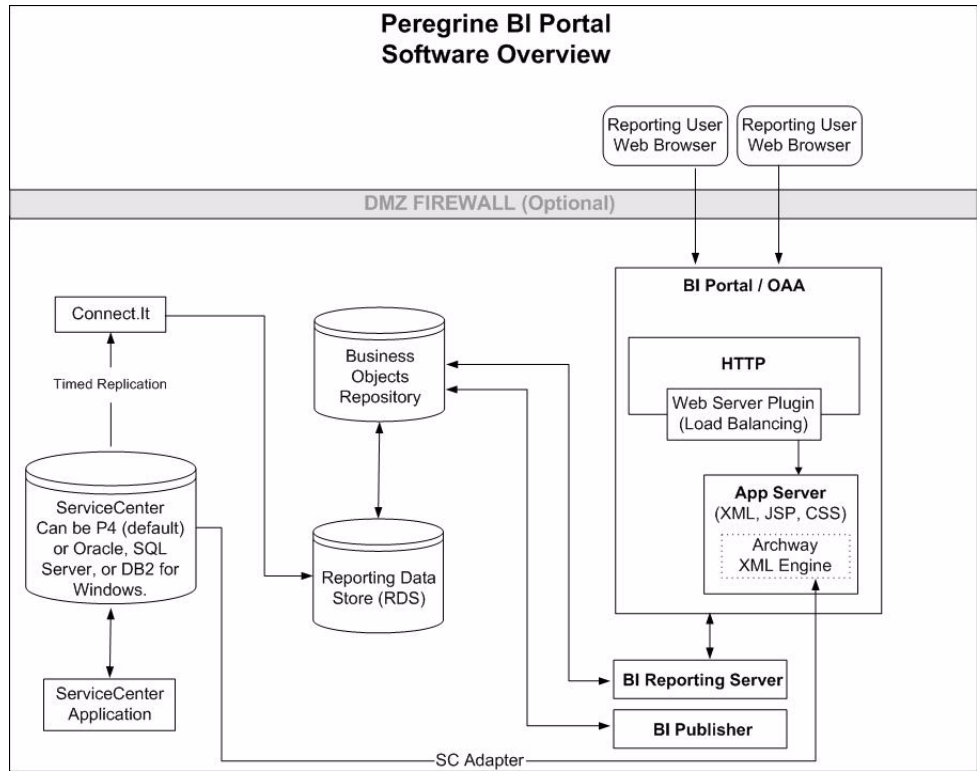 Peregrine BI Portal
Software Overview
Reporting User
Web Browser
Reporting User
Web Browser
DMZ FIREWALL (Optional)
BI Portal / OAA
Connect.It
HTTP
Business
Objects
Repository
Timed Replication
Web Server Plugin
(Load Balancing)
ServiceCenter
Can be P4 (default)
or Oracle, SQL
Server, or DB2 for
Windows.
App Server
(XML, JSP, CSS)
Archway
XML Engine
Reporting Data
Store (RDS)
BI Reporting Server
ServiceCenter
Application
BI Publisher
SC Adapter